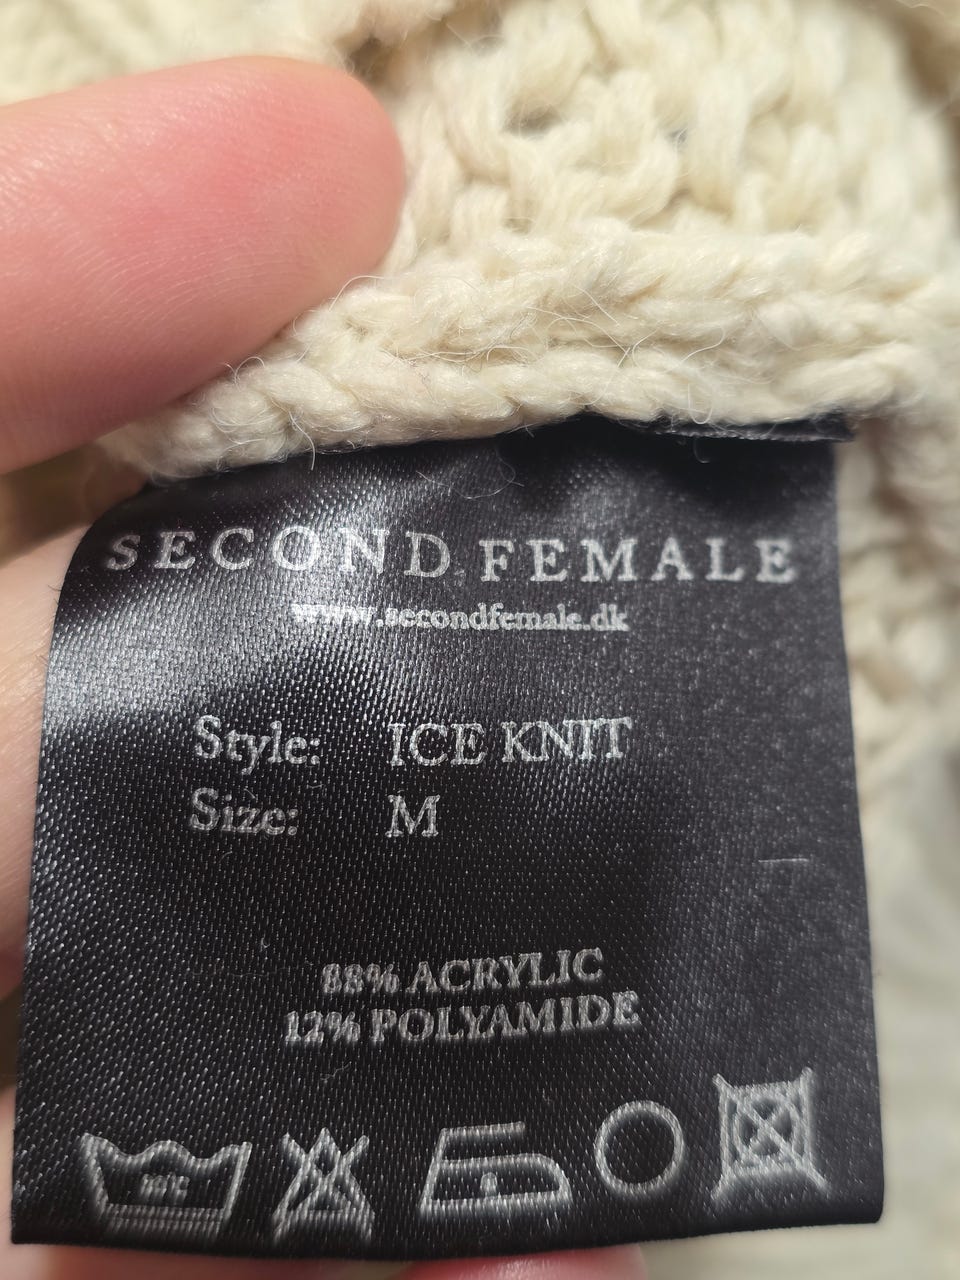 SECOND FEMALE
www.secondfemale.dk
Style: ICE KNIT
Size: M
88% ACRYLIC
12% POLYAMIDE